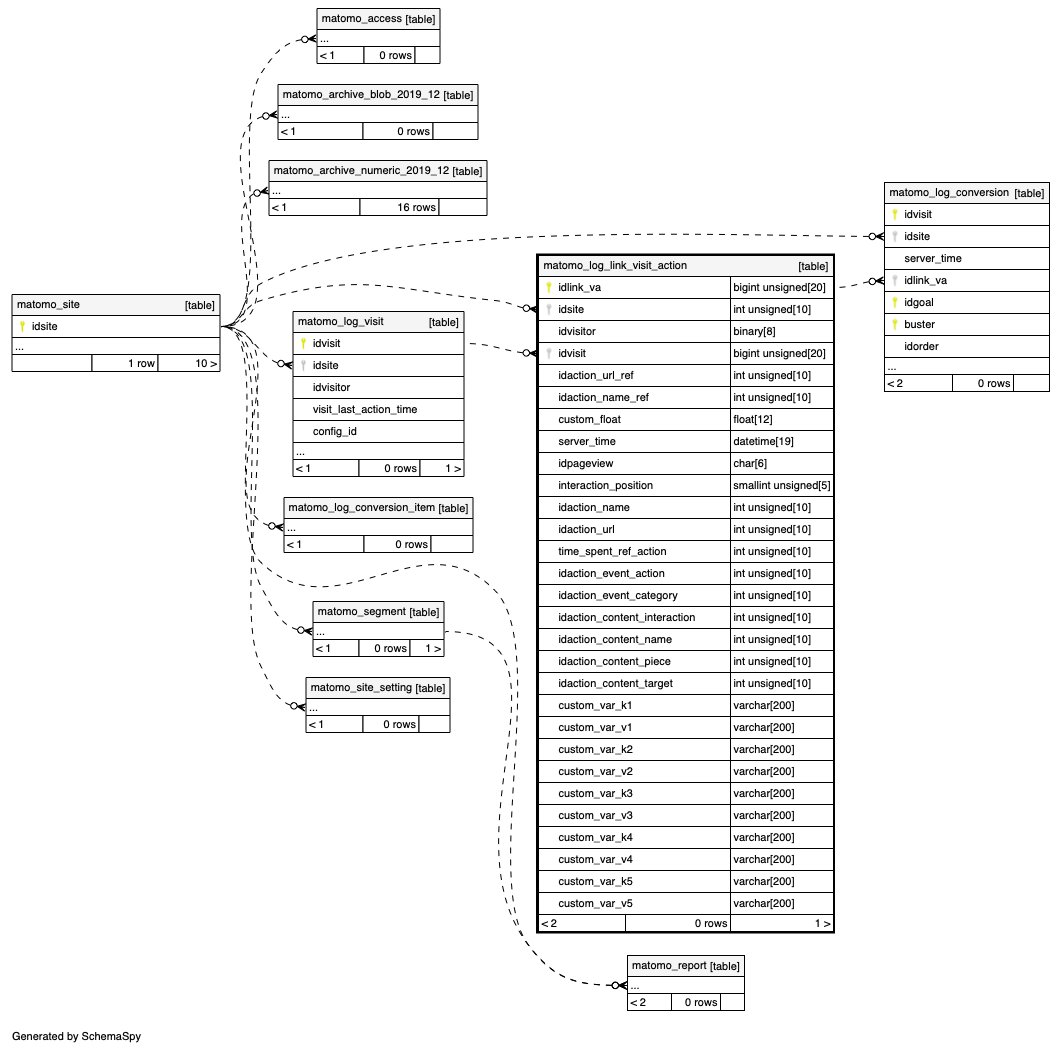 matomo_access [table]
...
< 1 0 rows
matomo_archive_blob_2019_12 [table]
...
< 1 0 rows
matomo_archive_numeric_2019_12 [table]
...
< 1 16 rows
matomo_site [table]
idsite
...
1 row 10 >
matomo_log_visit [table]
idvisit
idsite
idvisitor
visit_last_action_time
config_id
...
< 1 0 rows 1 >
matomo_log_conversion_item [table]
...
< 1 0 rows
matomo_segment [table]
...
< 1 0 rows 1 >
matomo_site_setting [table]
...
< 1 0 rows
matomo_log_link_visit_action [table]
idlink_va bigint unsigned[20]
idsite int unsigned[10]
idvisitor binary[8]
idvisit bigint unsigned[20]
idaction_url_ref int unsigned[10]
idaction_name_ref int unsigned[10]
custom_float float[12]
server_time datetime[19]
idpageview char[6]
interaction_position smallint unsigned[5]
idaction_name int unsigned[10]
idaction_url int unsigned[10]
time_spent_ref_action int unsigned[10]
idaction_event_action int unsigned[10]
idaction_event_category int unsigned[10]
idaction_content_interaction int unsigned[10]
idaction_content_name int unsigned[10]
idaction_content_piece int unsigned[10]
idaction_content_target int unsigned[10]
custom_var_k1 varchar[200]
custom_var_v1 varchar[200]
custom_var_k2 varchar[200]
custom_var_v2 varchar[200]
custom_var_k3 varchar[200]
custom_var_v3 varchar[200]
custom_var_k4 varchar[200]
custom_var_v4 varchar[200]
custom_var_k5 varchar[200]
custom_var_v5 varchar[200]
< 2 0 rows 1 >
matomo_log_conversion [table]
idvisit
idsite
server_time
idlink_va
idgoal
buster
idorder
...
< 2 0 rows
matomo_report [table]
...
< 2 0 rows
Generated by SchemaSpy